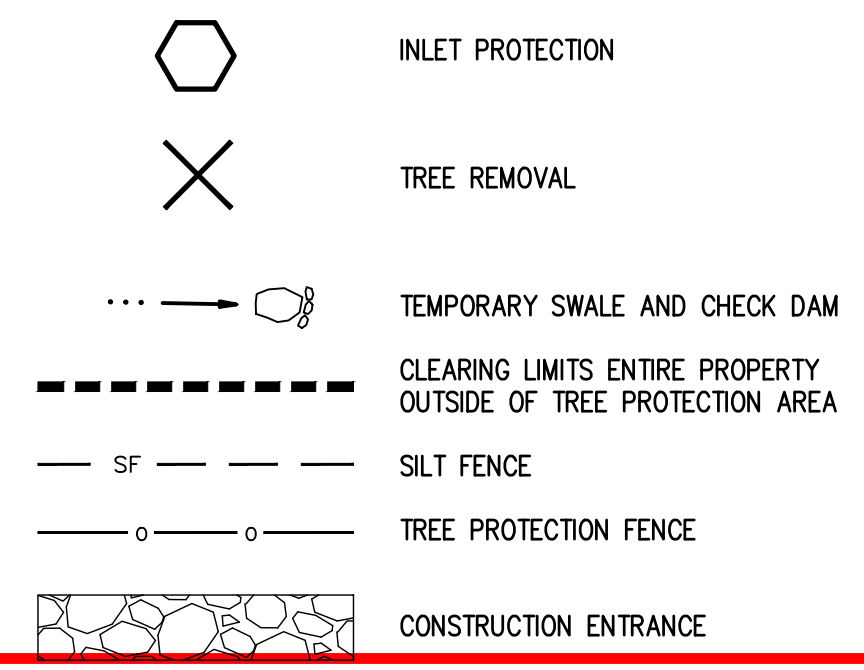 INLET PROTECTION
TREE REMOVAL
TEMPORARY SWALE AND CHECK DAM
CLEARING LIMITS ENTIRE PROPERTY
OUTSIDE OF TREE PROTECTION AREA
SF
SILT FENCE
o o
TREE PROTECTION FENCE
CONSTRUCTION ENTRANCE